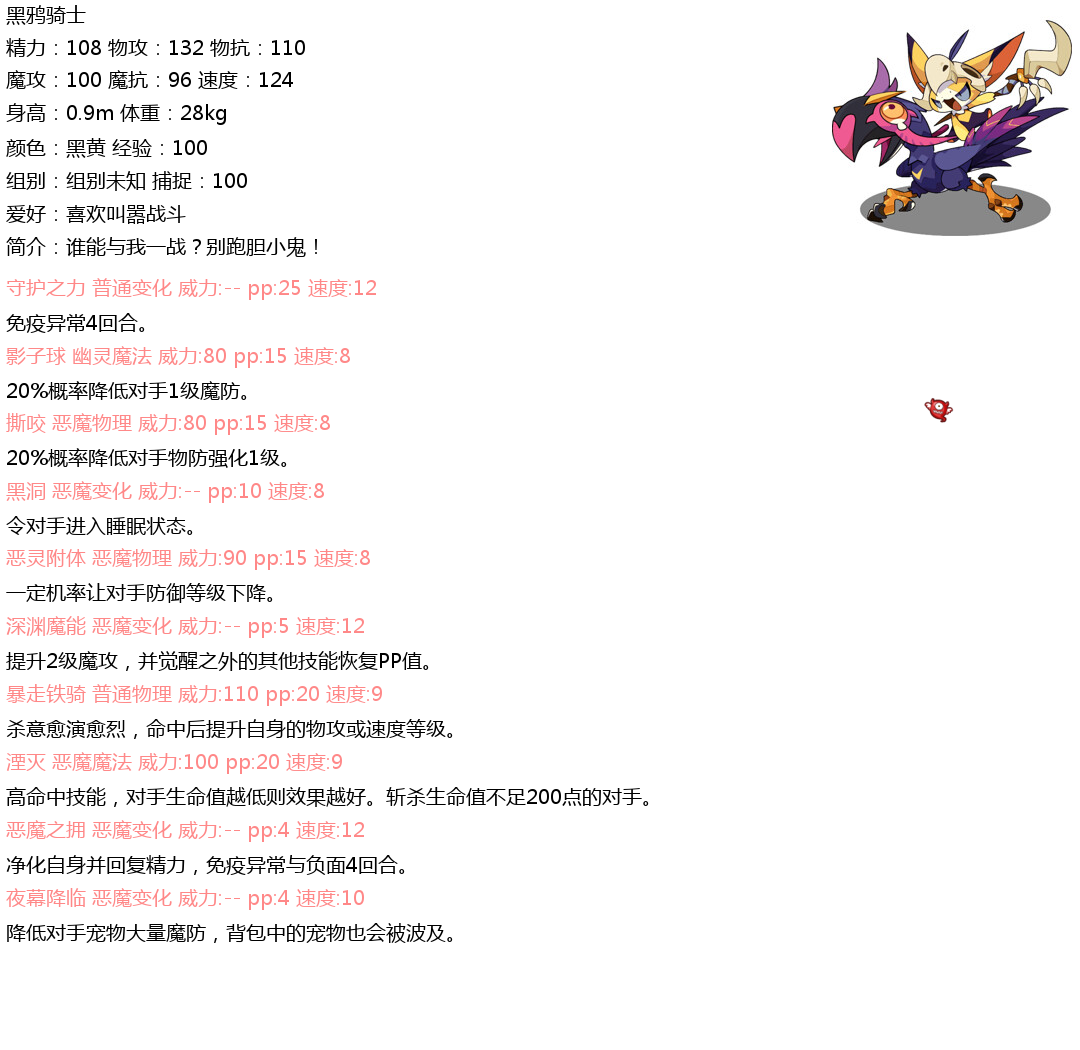 黑鸦骑士
精力：108 物攻：132 物抗：110
魔攻：100 魔抗：96 速度：124
身高：0.9m 体重：28kg
颜色：黑黄 经验：100
组别：组别未知 捕捉：100
爱好：喜欢叫嚣战斗
简介：谁能与我一战？别跑胆小鬼！
守护之力 普通变化 威力:-- pp:25 速度:12
免疫异常4回合。
影子球 幽灵魔法 威力:80 pp:15 速度:8
20%概率降低对手1级魔防。
撕咬 恶魔物理 威力:80 pp:15 速度:8
20%概率降低对手物防强化1级。
黑洞 恶魔变化 威力:-- pp:10 速度:8
令对手进入睡眠状态。
恶灵附体 恶魔物理 威力:90 pp:15 速度:8
一定机率让对手防御等级下降。
深渊魔能 恶魔变化 威力:-- pp:5 速度:12
提升2级魔攻，并觉醒之外的其他技能恢复PP值。
暴走铁骑 普通物理 威力:110 pp:20 速度:9
杀意愈演愈烈，命中后提升自身的物攻或速度等级。
湮灭 恶魔魔法 威力:100 pp:20 速度:9
高命中技能，对手生命值越低则效果越好。斩杀生命值不足200点的对手。
恶魔之拥 恶魔变化 威力:-- pp:4 速度:12
净化自身并回复精力，免疫异常与负面4回合。
夜幕降临 恶魔变化 威力:-- pp:4 速度:10
降低对手宠物大量魔防，背包中的宠物也会被波及。